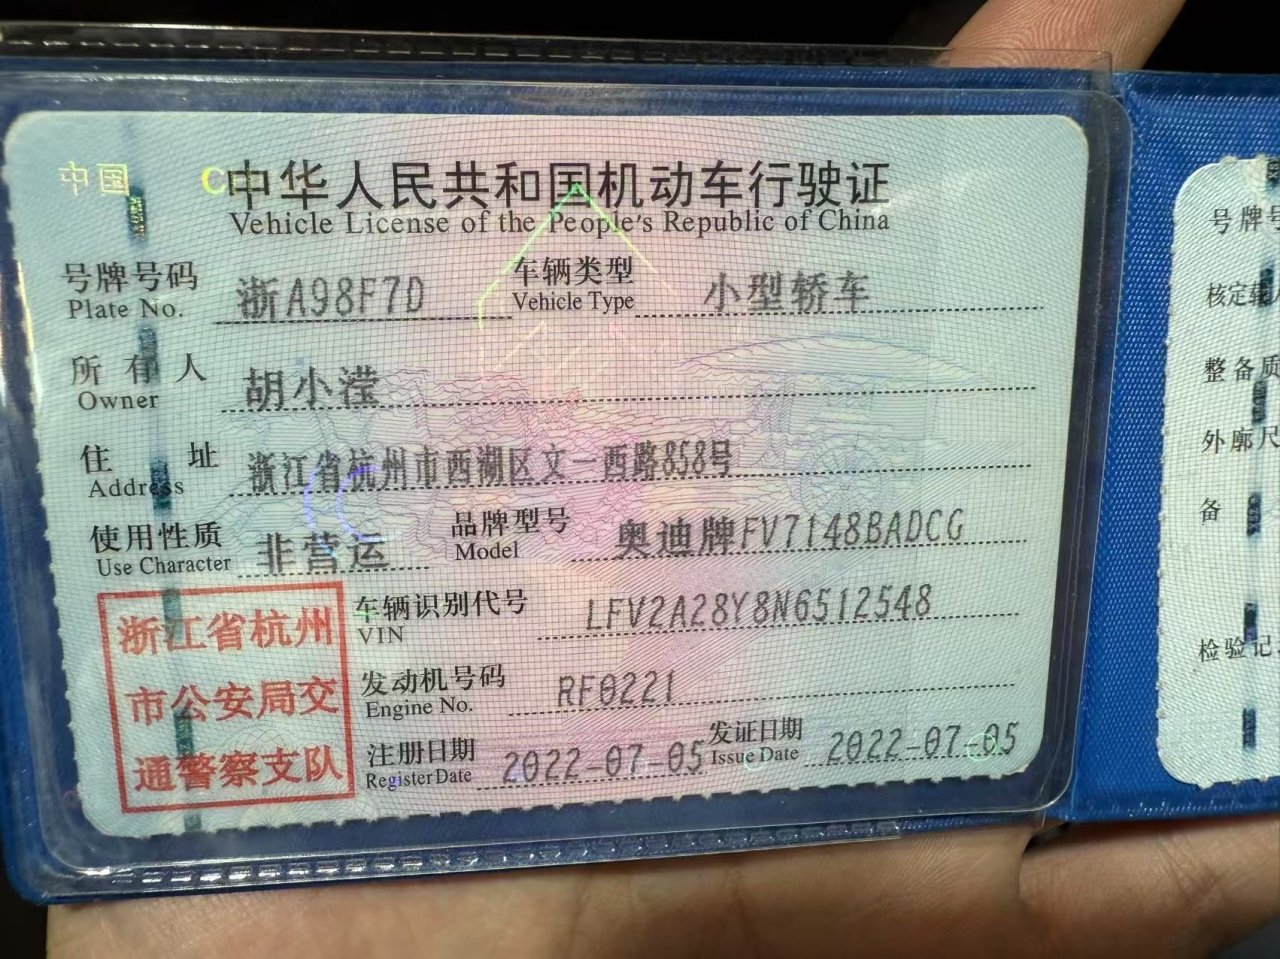 中国 C
中华人民共和国机动车行驶证
Vehicle License of the People's Republic of China
号牌号码 浙A98F7D 车辆类型 小型轿车
Plate No. Vehicle Type
所有人 胡小滢
Owner
住址 浙江省杭州市西湖区文一西路858号
Address
使用性质 非营运 品牌型号 奥迪牌FV7148BADCG
Use Character Model
车辆识别代号 LFV2A28Y8N6512548
VIN
发动机号码 RF0221
Engine No.
注册日期 2022-07-05 发证日期 2022-07-05
Register Date Issue Date
浙江省杭州
市公安局交
通警察支队
号牌号
核定载
整备质
外廓尺
备
检验记